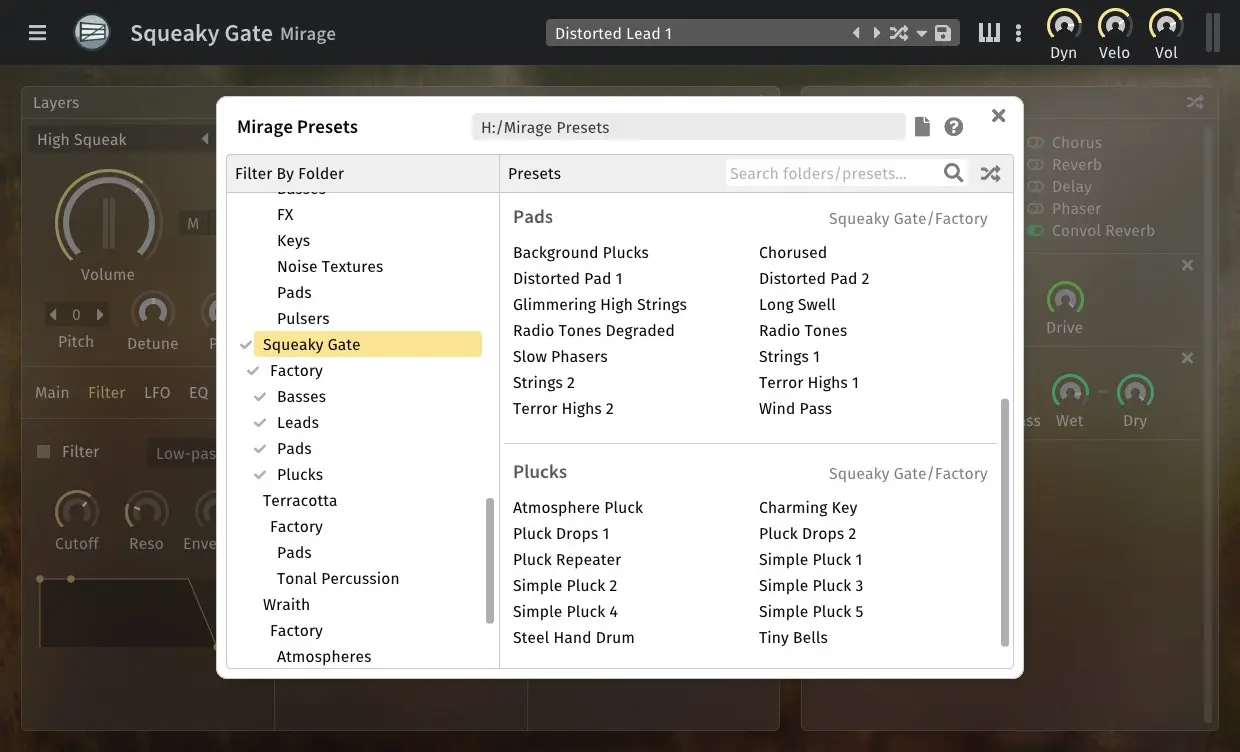 Squeaky Gate Mirage
Distorted Lead 1
Dyn Velo Vol
Layers
High Squeak
M
Volume
0
Pitch Detune
Main Filter LFO EQ
Filter Low-pas
Cutoff Reso Enve
Mirage Presets
H:/Mirage Presets
Filter By Folder
Basses
FX
Keys
Noise Textures
Pads
Pulsers
Squeaky Gate
Factory
Basses
Leads
Pads
Plucks
Terracotta
Factory
Pads
Tonal Percussion
Wraith
Factory
Atmospheres
Presets
Search folders/presets...
Pads Squeaky Gate/Factory
Background Plucks Chorused
Distorted Pad 1 Distorted Pad 2
Glimmering High Strings Long Swell
Radio Tones Degraded Radio Tones
Slow Phasers Strings 1
Strings 2 Terror Highs 1
Terror Highs 2 Wind Pass
Plucks Squeaky Gate/Factory
Atmosphere Pluck Charming Key
Pluck Drops 1 Pluck Drops 2
Pluck Repeater Simple Pluck 1
Simple Pluck 2 Simple Pluck 3
Simple Pluck 4 Simple Pluck 5
Steel Hand Drum Tiny Bells
Chorus
Reverb
Delay
Phaser
Convol Reverb
Drive
ss Wet Dry